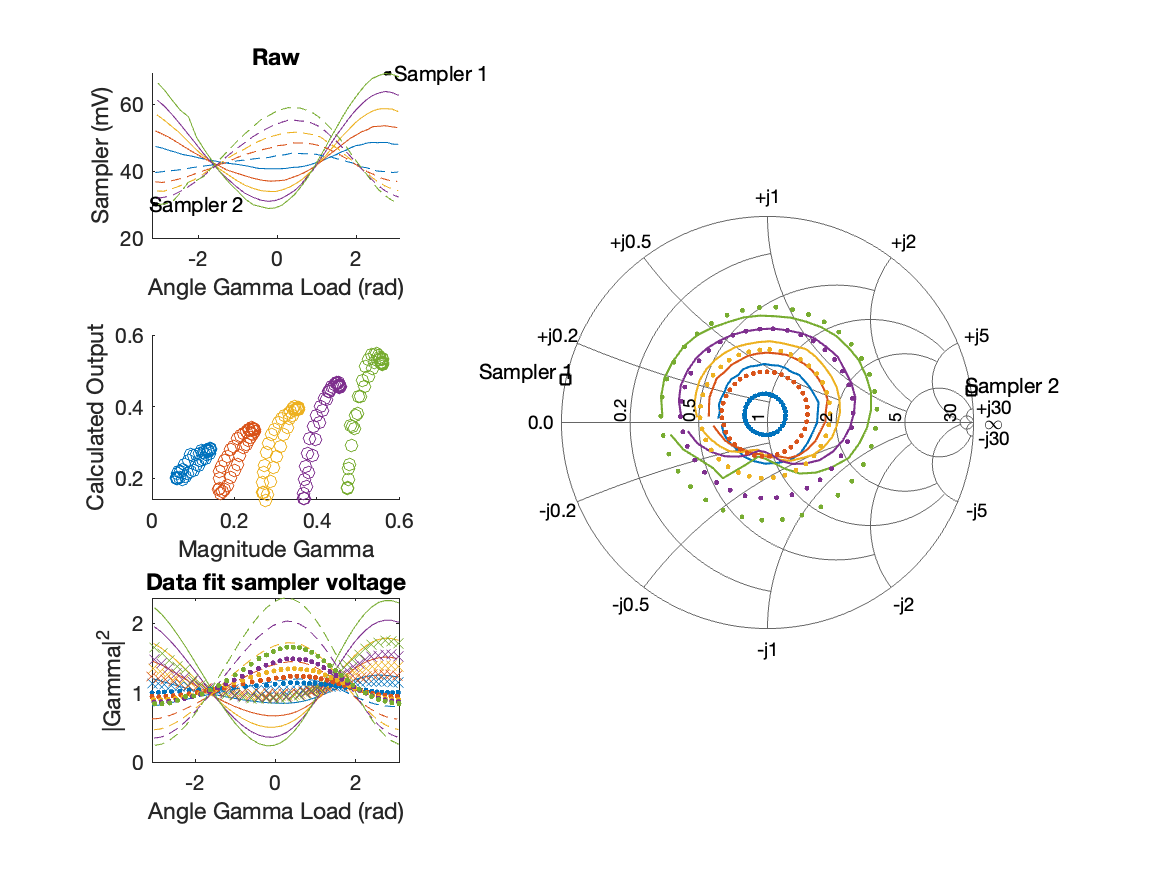 Raw
Sampler 1
60
40
20
Sampler (mV)
Sampler 2
-2
0
2
Angle Gamma Load (rad)
0.6
0.4
0.2
Calculated Output
0
0.2
0.4
0.6
Magnitude Gamma
Data fit sampler voltage
2
1
0
|Gamma|2
-2
0
2
Angle Gamma Load (rad)
+j1
+j0.5
+j2
+j0.2
+j5
Sampler 1
Sampler 2
0.0
0.2
0.5
1
2
5
30
+j30
∞
-j30
-j0.2
-j5
-j0.5
-j2
-j1